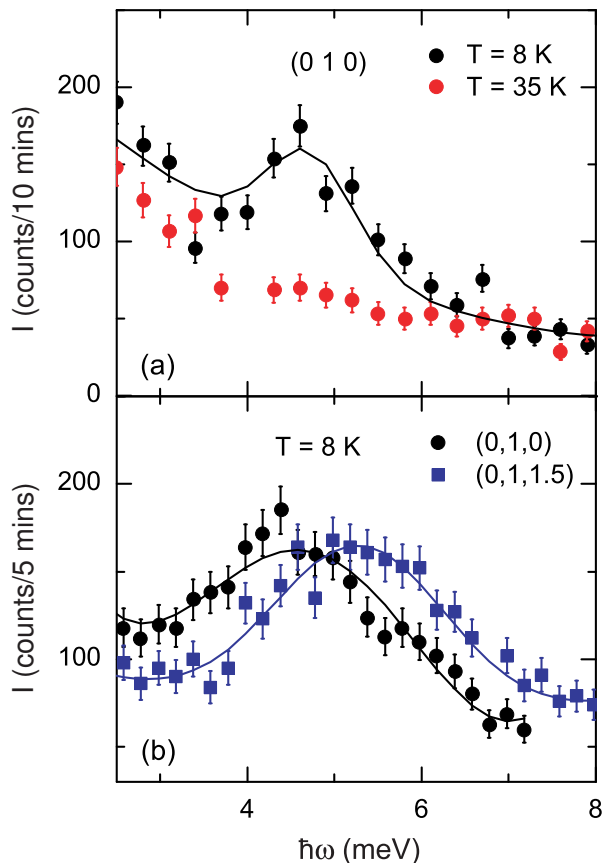 (0 1 0)
T = 8 K
T = 35 K
200
100
0
I (counts/10 mins)
(a)
T = 8 K
(0,1,0)
(0,1,1.5)
200
100
I (counts/5 mins)
(b)
4
6
8
ħω (meV)